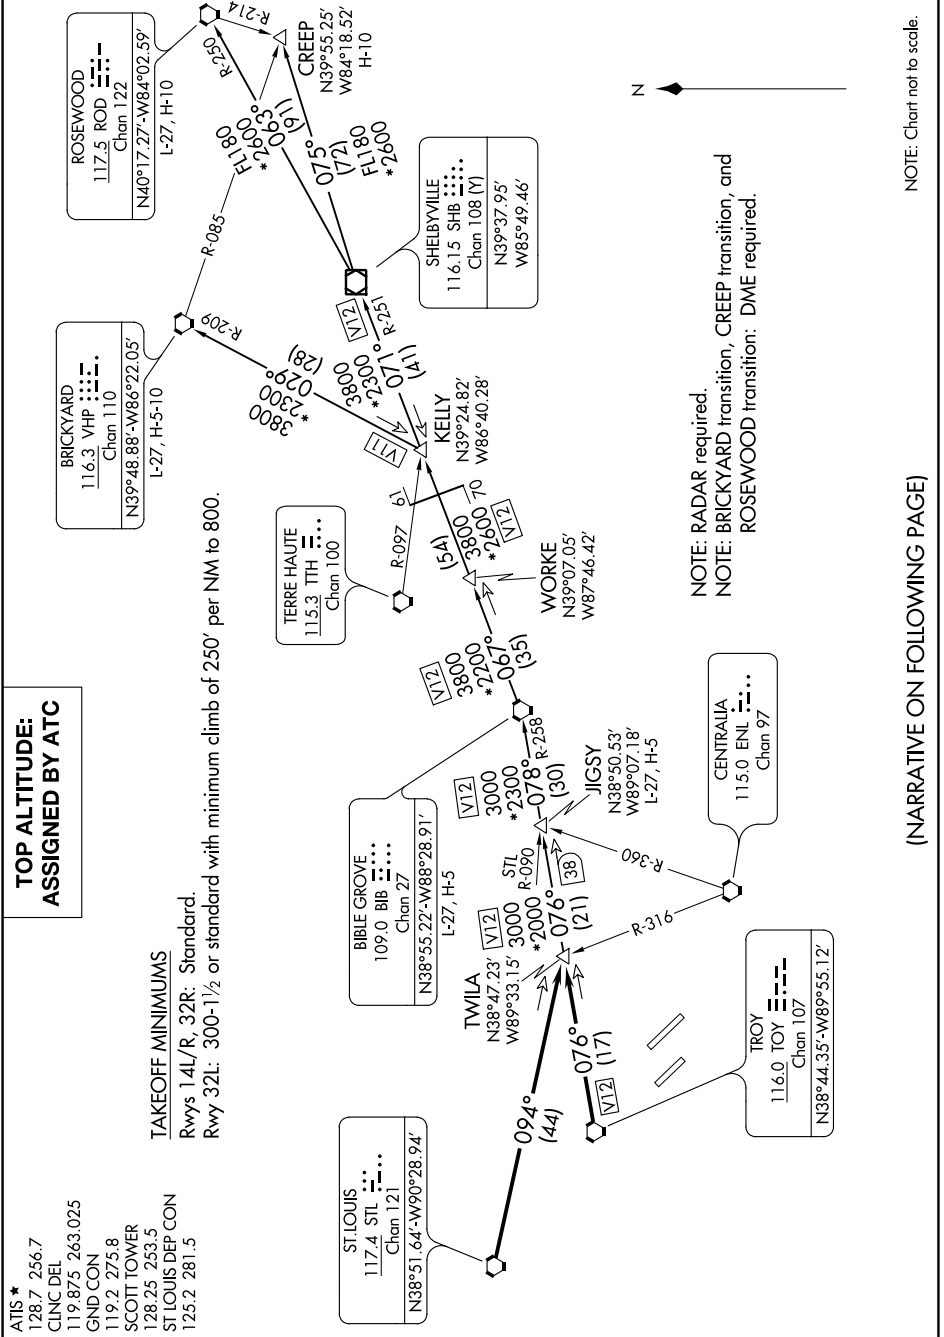 ATIS ★
128.7 256.7
CLNC DEL
119.875 263.025
GND CON
119.2 275.8
SCOTT TOWER
128.25 253.5
ST LOUIS DEP CON
125.2 281.5
TOP ALTITUDE:
ASSIGNED BY ATC
TAKEOFF MINIMUMS
Rwys 14L/R, 32R: Standard.
Rwy 32L: 300-1½ or standard with minimum climb of 250' per NM to 800.
ST.LOUIS
117.4 STL
Chan 121
N38°51.64'-W90°28.94'
094°
(44)
TROY
116.0 TOY
Chan 107
N38°44.35'-W89°55.12'
V12
076°
(17)
TWILA
N38°47.23'
W89°33.15'
V12
3000
*2000
076°
(21)
STL
R-090
38
R-316
R-360
CENTRALIA
115.0 ENL
Chan 97
JIGSY
N38°50.53'
W89°07.18'
L-27, H-5
V12
3000
*2300
078°
(30)
R-258
BIBLE GROVE
109.0 BIB
Chan 27
N38°55.22'-W88°28.91'
L-27, H-5
V12
3800
*2200
067°
(35)
WORKE
N39°07.05'
W87°46.42'
(54)
3800
*2600
V12
61
70
TERRE HAUTE
115.3 TTH
Chan 100
R-097
KELLY
N39°24.82'
W86°40.28'
V11
3800
*2300
029°
(28)
R-209
BRICKYARD
116.3 VHP
Chan 110
N39°48.88'-W86°22.05'
L-27, H-5-10
R-085
V12
3800
*2300
071°
(41)
R-251
SHELBYVILLE
116.15 SHB
Chan 108 (Y)
N39°37.95'
W85°49.46'
FL180
*2600
063°
(91)
R-250
075°
(72)
FL180
*2600
ROSEWOOD
117.5 ROD
Chan 122
N40°17.27'-W84°02.59'
L-27, H-10
R-214
CREEP
N39°55.25'
W84°18.52'
H-10
N
NOTE: RADAR required.
NOTE: BRICKYARD transition, CREEP transition, and
ROSEWOOD transition: DME required.
NOTE: Chart not to scale.
(NARRATIVE ON FOLLOWING PAGE)